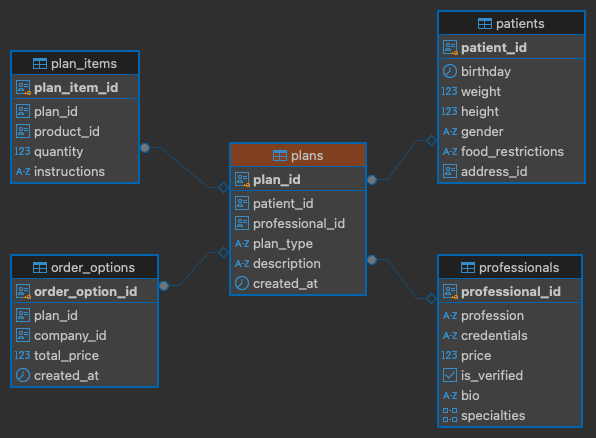 plan_items
plan_item_id
plan_id
product_id
123 quantity
A-Z instructions
order_options
order_option_id
plan_id
company_id
123 total_price
created_at
plans
plan_id
patient_id
professional_id
A-Z plan_type
A-Z description
created_at
patients
patient_id
birthday
123 weight
123 height
A-Z gender
A-Z food_restrictions
address_id
professionals
professional_id
A-Z profession
A-Z credentials
123 price
is_verified
A-Z bio
specialties